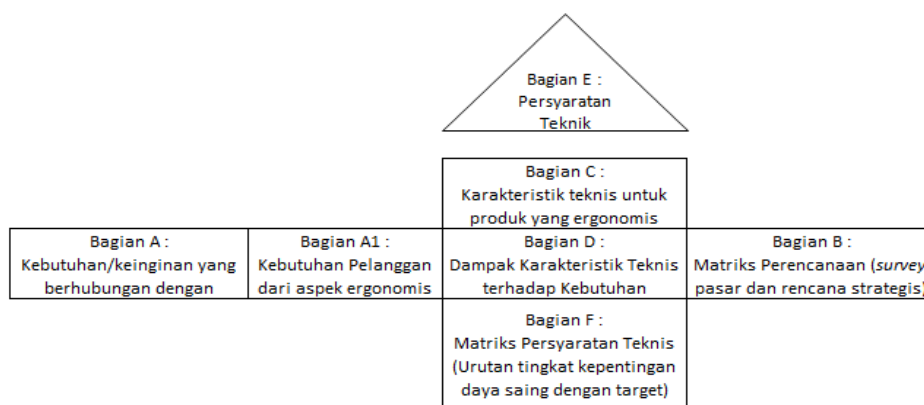 Bagian E :
Persyaratan
Teknik
Bagian C :
Karakteristik teknis untuk
produk yang ergonomis
Bagian A :
Kebutuhan/keinginan yang
berhubungan dengan
Bagian A1 :
Kebutuhan Pelanggan
dari aspek ergonomis
Bagian D :
Dampak Karakteristik Teknis
terhadap Kebutuhan
Bagian B :
Matriks Perencanaan (survey
pasar dan rencana strategis)
Bagian F :
Matriks Persyaratan Teknis
(Urutan tingkat kepentingan
daya saing dengan target)